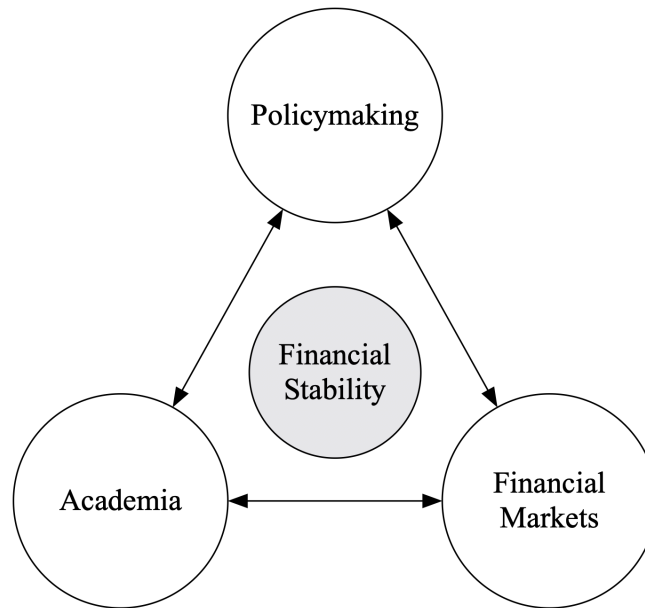 Policymaking
Financial
Stability
Academia
Financial
Markets